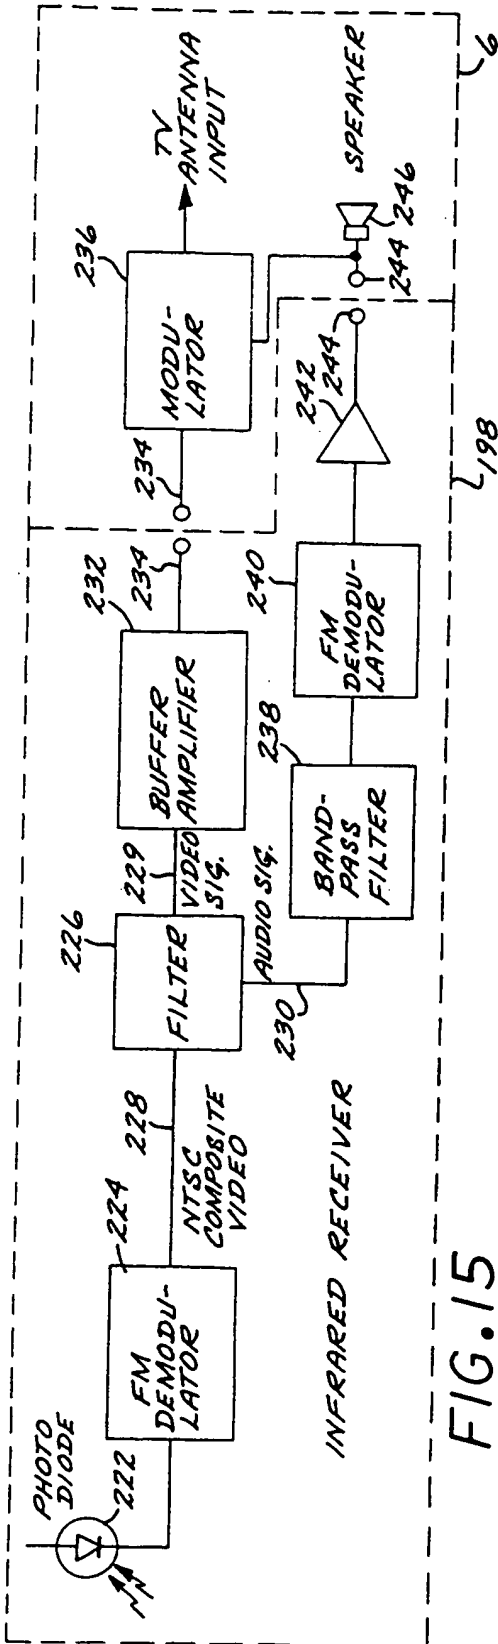 PHOTO
DIODE
222
FM
DEMODU-
LATOR
224
NTSC
COMPOSITE
VIDEO
228
FILTER
226
229
VIDEO
SIG.
AUDIO SIG.
230
BUFFER
AMPLIFIER
232
234
234
MODU-
LATOR
236
TV
ANTENNA
INPUT
BAND-
PASS
FILTER
238
FM
DEMODU-
LATOR
240
242
244
244
246
SPEAKER
6
198
INFRARED RECEIVER
FIG.15